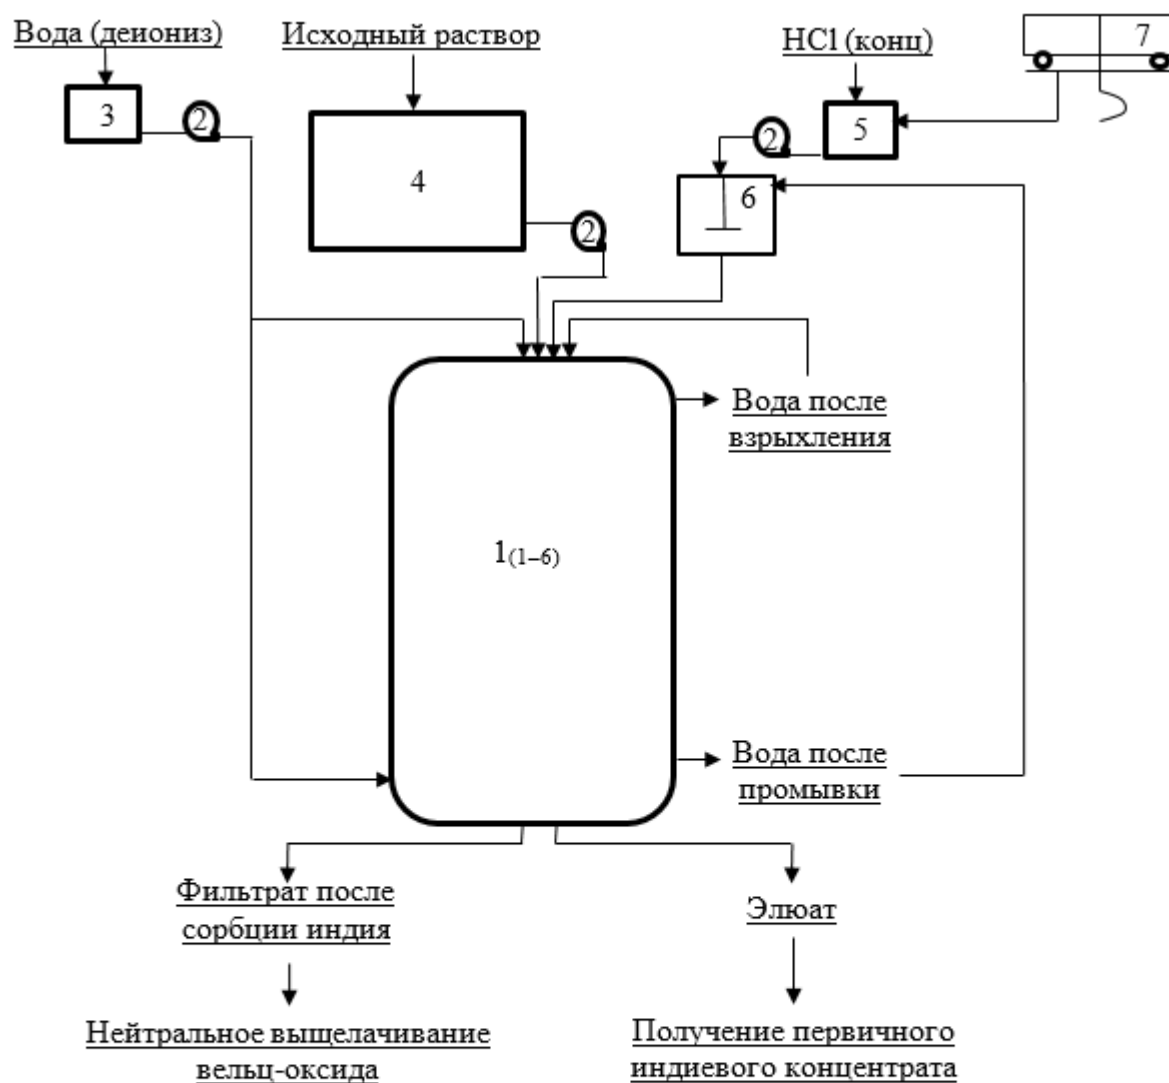 Вода (деиониз)
Исходный раствор
HCl (конц)
7
3
2
4
2
5
2
6
Вода после
взрыхления
1(1–6)
Вода после
промывки
Фильтрат после
сорбции индия
Элюат
Нейтральное выщелачивание
вельц-оксида
Получение первичного
индиевого концентрата